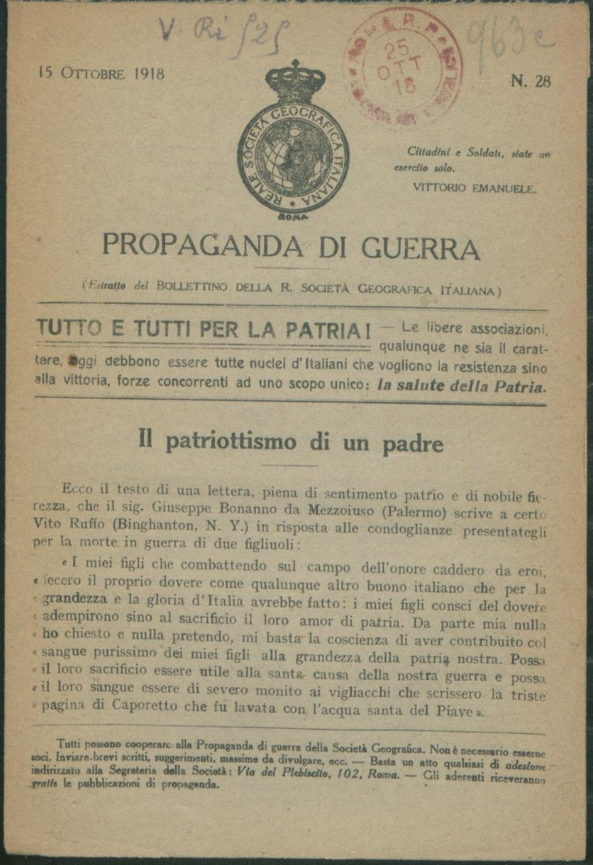 V. Ri 525
963c
15 OTTOBRE 1918
25
OTT
18
N. 28
REALE SOCIETÀ GEOGRAFICA ITALIANA
ROMA
Cittadini e Soldati, siate un
esercito solo.
VITTORIO EMANUELE.
PROPAGANDA DI GUERRA
(Estratto del BOLLETTINO DELLA R. SOCIETÀ GEOGRAFICA ITALIANA)
TUTTO E TUTTI PER LA PATRIA! — Le libere associazioni,
qualunque ne sia il carat-
tere, oggi debbono essere tutte nuclei d'Italiani che vogliono la resistenza sino
alla vittoria, forze concorrenti ad uno scopo unico: la salute della Patria.
Il patriottismo di un padre
Ecco il testo di una lettera, piena di sentimento patrio e di nobile fie-
rezza, che il sig. Giuseppe Bonanno da Mezzoiuso (Palermo) scrive a certo
Vito Ruffo (Binghanton, N. Y.) in risposta alle condoglianze presentategli
per la morte in guerra di due figliuoli:
« I miei figli che combattendo sul campo dell'onore caddero da eroi,
« fecero il proprio dovere come qualunque altro buono italiano che per la
« grandezza e la gloria d'Italia avrebbe fatto: i miei figli consci del dovere
« adempirono sino al sacrificio il loro amor di patria. Da parte mia nulla
« ho chiesto e nulla pretendo, mi basta la coscienza di aver contribuito col
« sangue purissimo dei miei figli alla grandezza della patria nostra. Possa
« il loro sacrificio essere utile alla santa causa della nostra guerra e possa
« il loro sangue essere di severo monito ai vigliacchi che scrissero la triste
« pagina di Caporetto che fu lavata con l'acqua santa del Piave ».
Tutti possono cooperare alla Propaganda di guerra della Società Geografica. Non è necessario esserne
soci. Inviare brevi scritti, suggerimenti, massime da divulgare, ecc. — Basta un atto qualsiasi di adesione
indirizzato alla Segreteria della Società: Via del Plebiscito, 102, Roma. — Gli aderenti riceveranno
gratis le pubblicazioni di propaganda.